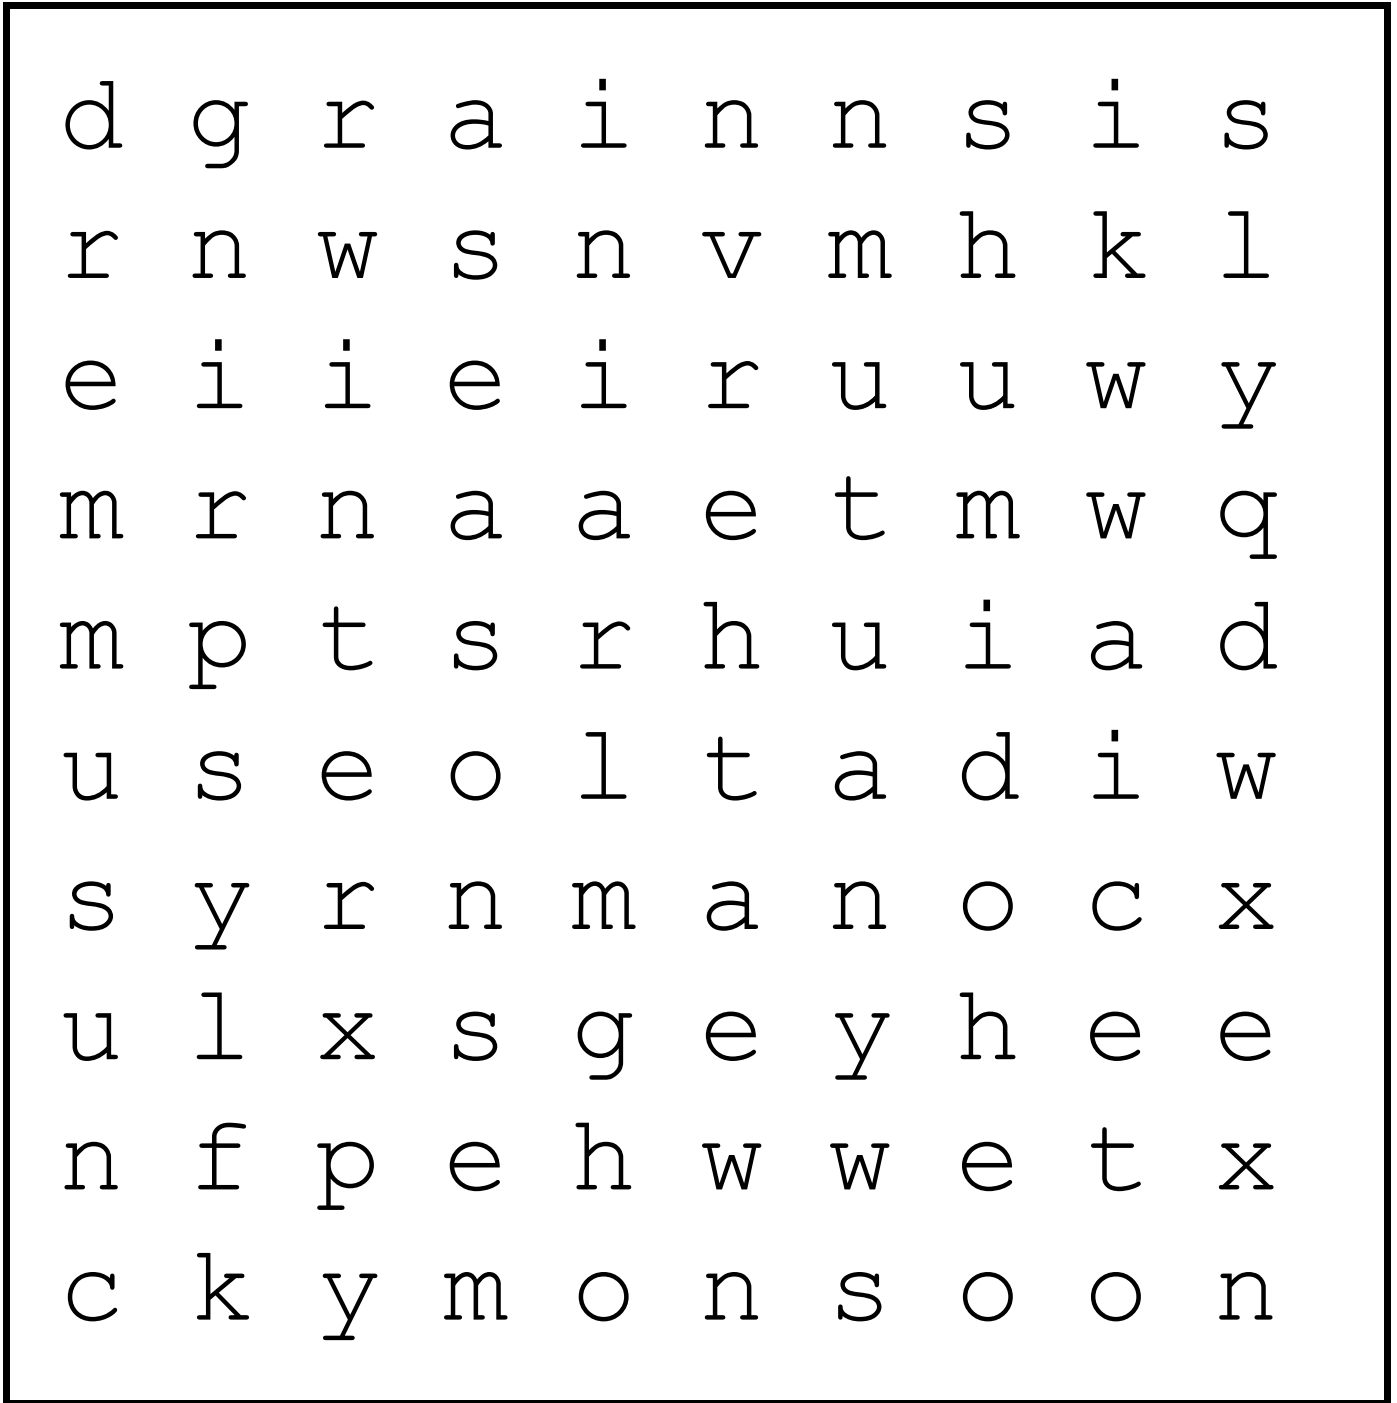 d g r a i n n s i s
r n w s n v m h k l
e i i e i r u u w y
m r n a a e t m w q
m p t s r h u i a d
u s e o l t a d i w
s y r n m a n o c x
u l x s g e y h e e
n f p e h w w e t x
c k y m o n s o o n